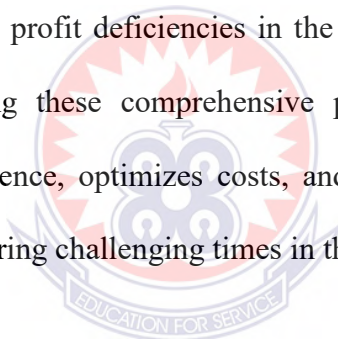 profit deficiencies in the
these comprehensive
optimizes costs, and
challenging times in
EDUCATION FOR SERVICE